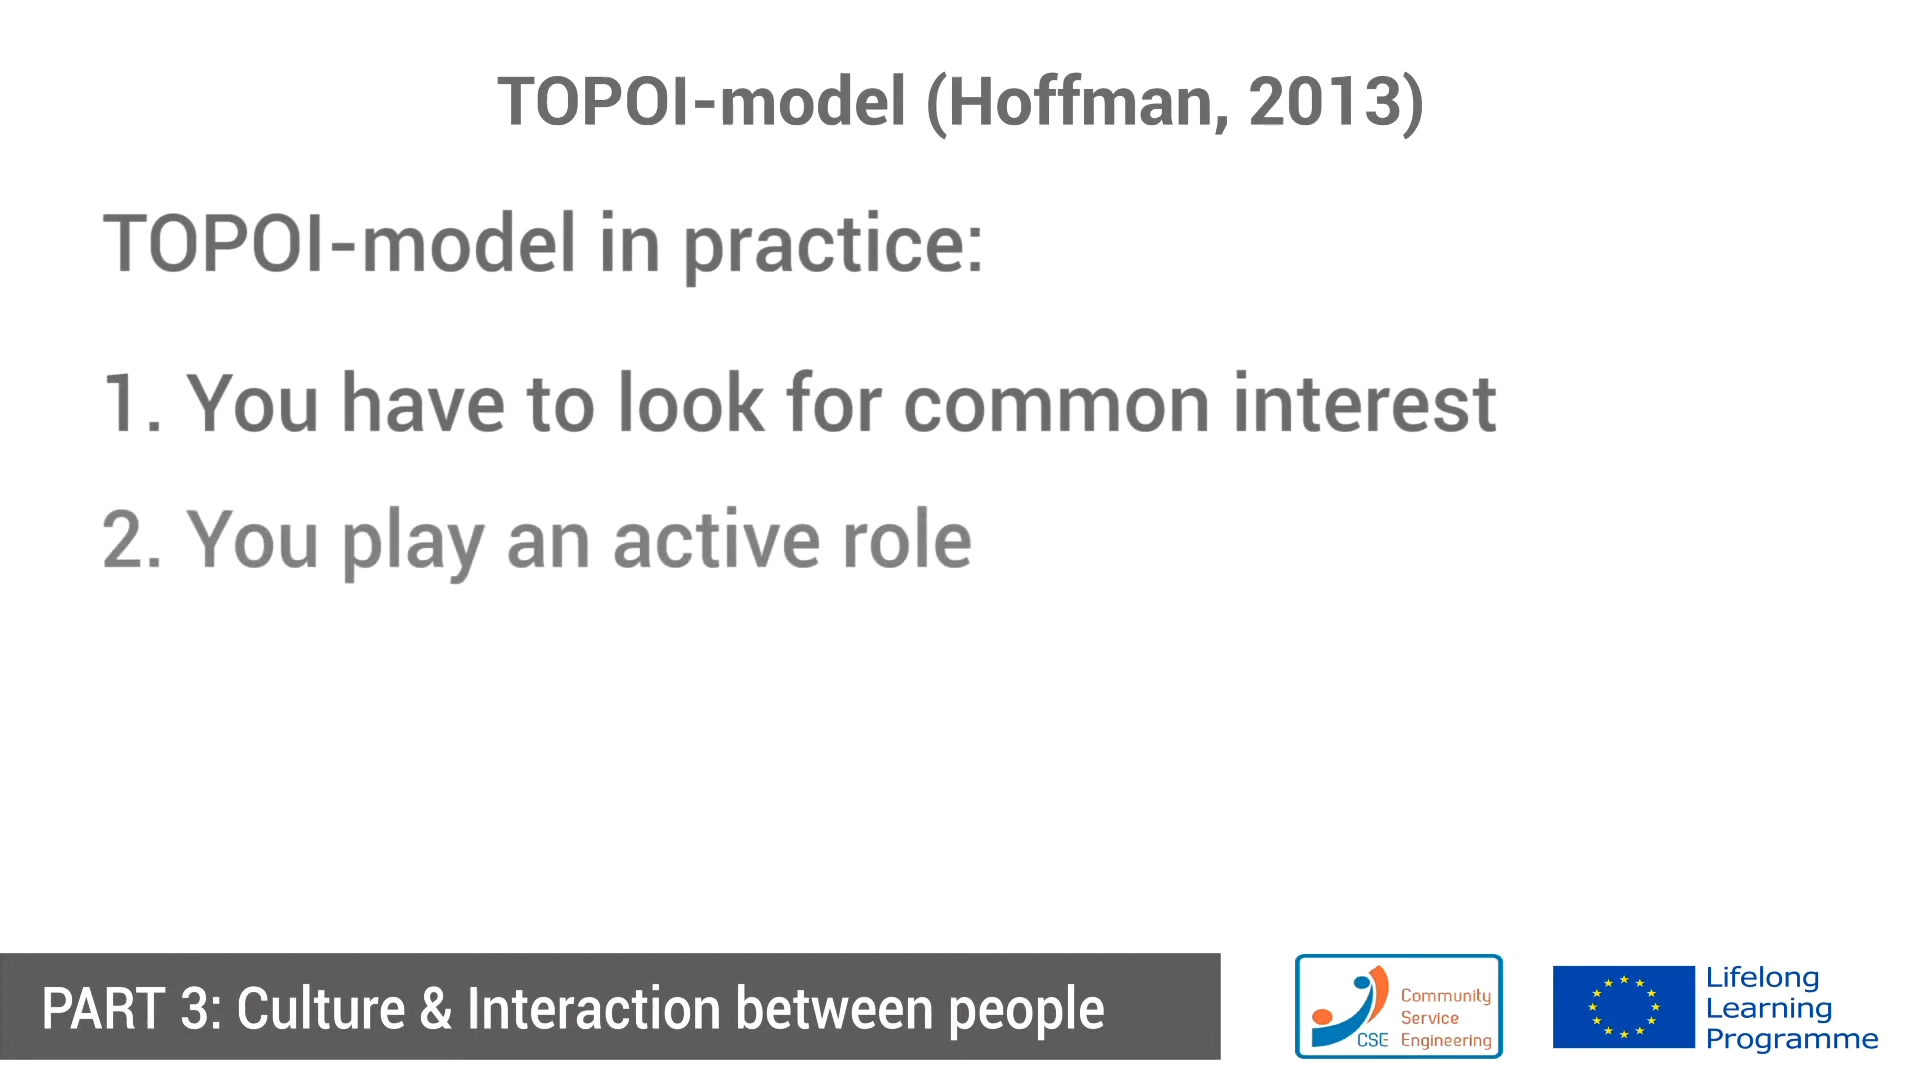 TOPOI-model (Hoffman, 2013)
TOPOI-model in practice:
1. You have to look for common interest
2. You play an active role
PART 3: Culture & Interaction between people
CSE
Community
Service
Engineering
Lifelong
Learning
Programme